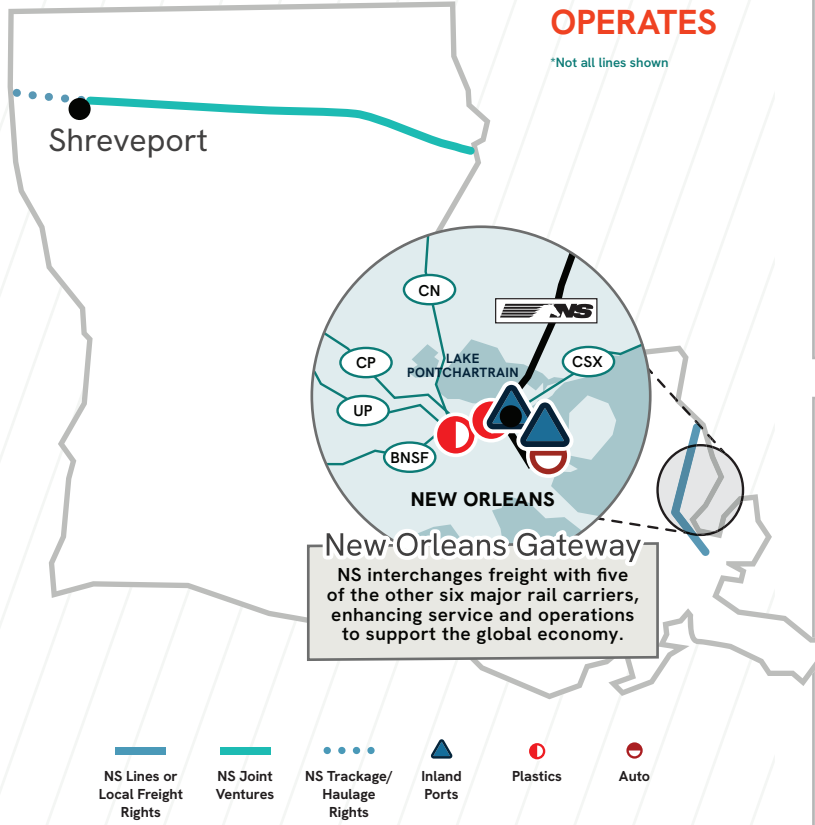 OPERATES
*Not all lines shown
Shreveport
CN
NS
CP
LAKE
PONTCHARTRAIN
CSX
UP
BNSF
NEW ORLEANS
New Orleans Gateway
NS interchanges freight with five
of the other six major rail carriers,
enhancing service and operations
to support the global economy.
NS Lines or
Local Freight
Rights
NS Joint
Ventures
NS Trackage/
Haulage
Rights
Inland
Ports
Plastics
Auto